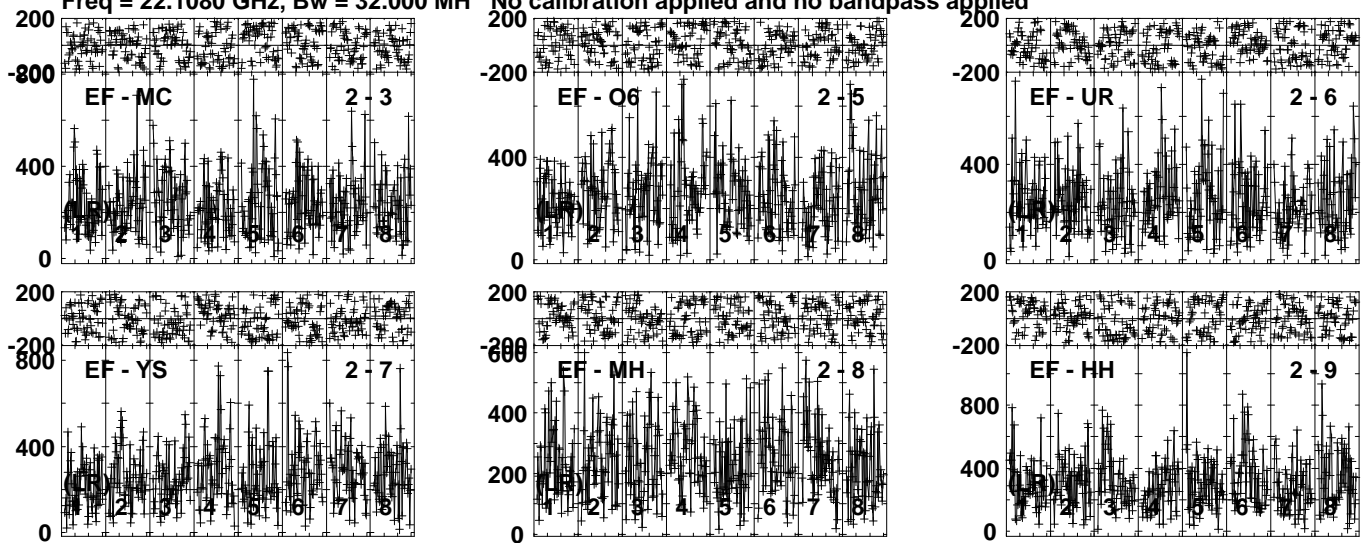 Freq = 22.1080 GHz, Bw = 32.000 MH No calibration applied and no bandpass applied
200 200 200
-200 -200 -200
800
EF - MC 2 - 3 EF - O6 2 - 5 EF - UR 2 - 6
400 400 400
(LR) (LR) (LR)
1 2 3 4 5 6 7 8 1 2 3 4 5 6 7 8 1 2 3 4 5 6 7 8
0 0 0
200 200 200
-200 -200 -200
800 600
EF - YS 2 - 7 EF - MH 2 - 8 EF - HH 2 - 9
800
400 400 400
200
(LR) (LR) (LR)
1 2 3 4 5 6 7 8 1 2 3 4 5 6 7 8 1 2 3 4 5 6 7 8
0 0 0